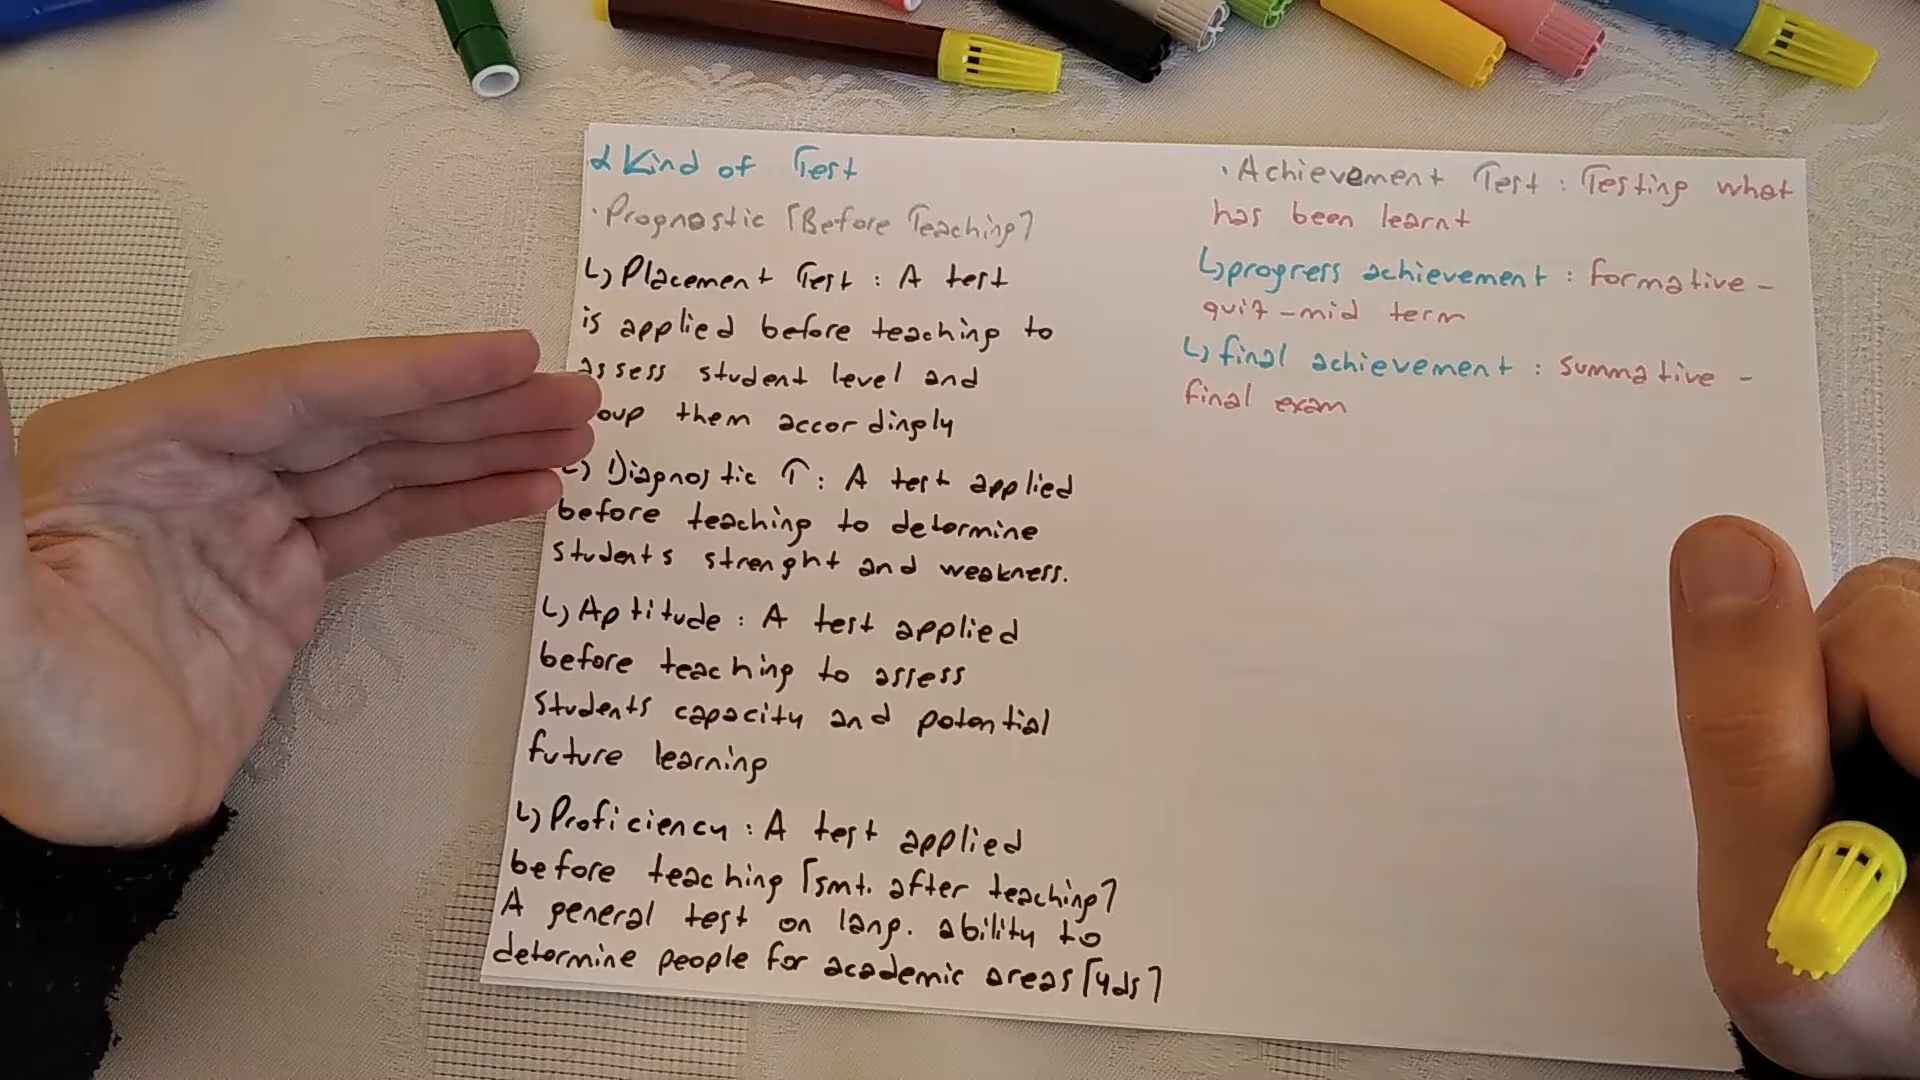 2 Kind of Test
· Prognostic [Before Teaching]
↳ Placement Test : A test
is applied before teaching to
assess student level and
oup them accordingly
↳ Diagnostic T : A test applied
before teaching to determine
students strenght and weakness.
↳ Aptitude : A test applied
before teaching to assess
students capacity and potential
future learning
↳ Proficiency : A test applied
before teaching [smt. after teaching]
A general test on lang. ability to
determine people for academic areas [yds]
· Achievement Test : Testing what
has been learnt
↳ progress achievement : formative -
quiz - mid term
↳ final achievement : summative -
final exam